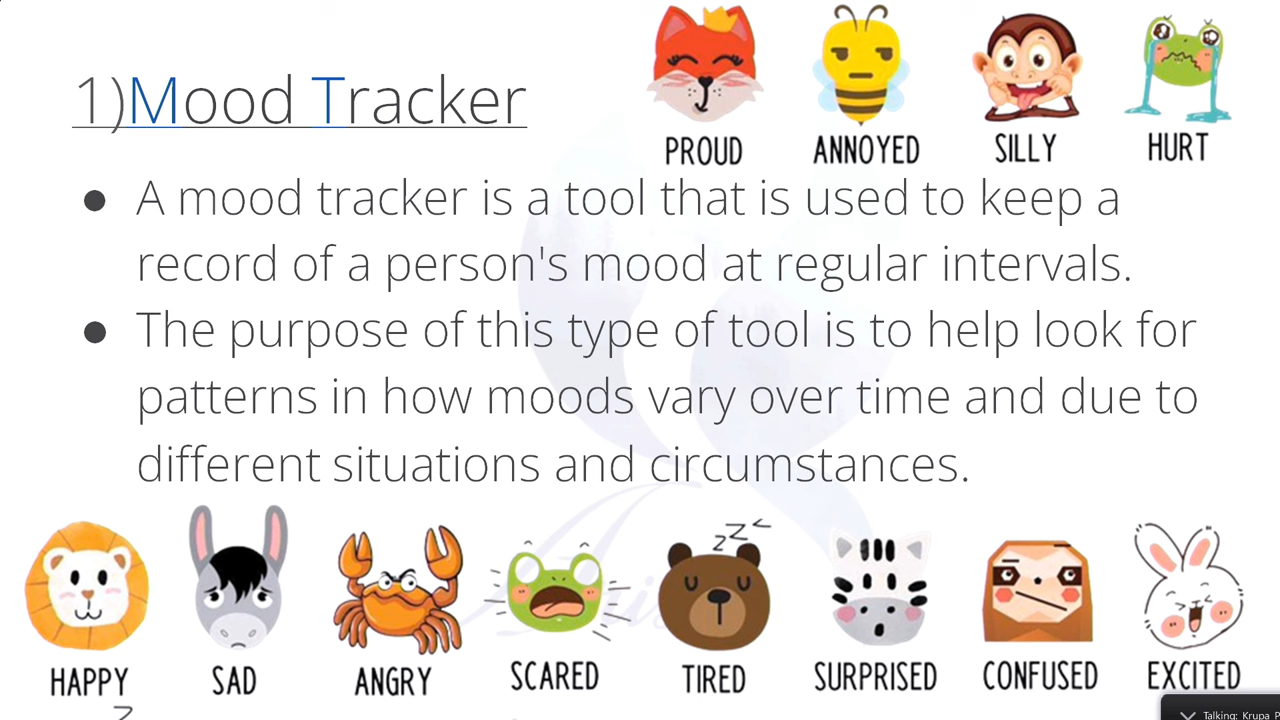 PROUD ANNOYED SILLY HURT
1)Mood Tracker
● A mood tracker is a tool that is used to keep a
record of a person's mood at regular intervals.
● The purpose of this type of tool is to help look for
patterns in how moods vary over time and due to
different situations and circumstances.
z z z
HAPPY SAD ANGRY SCARED TIRED SURPRISED CONFUSED EXCITED
Z
Talking: Krupa P